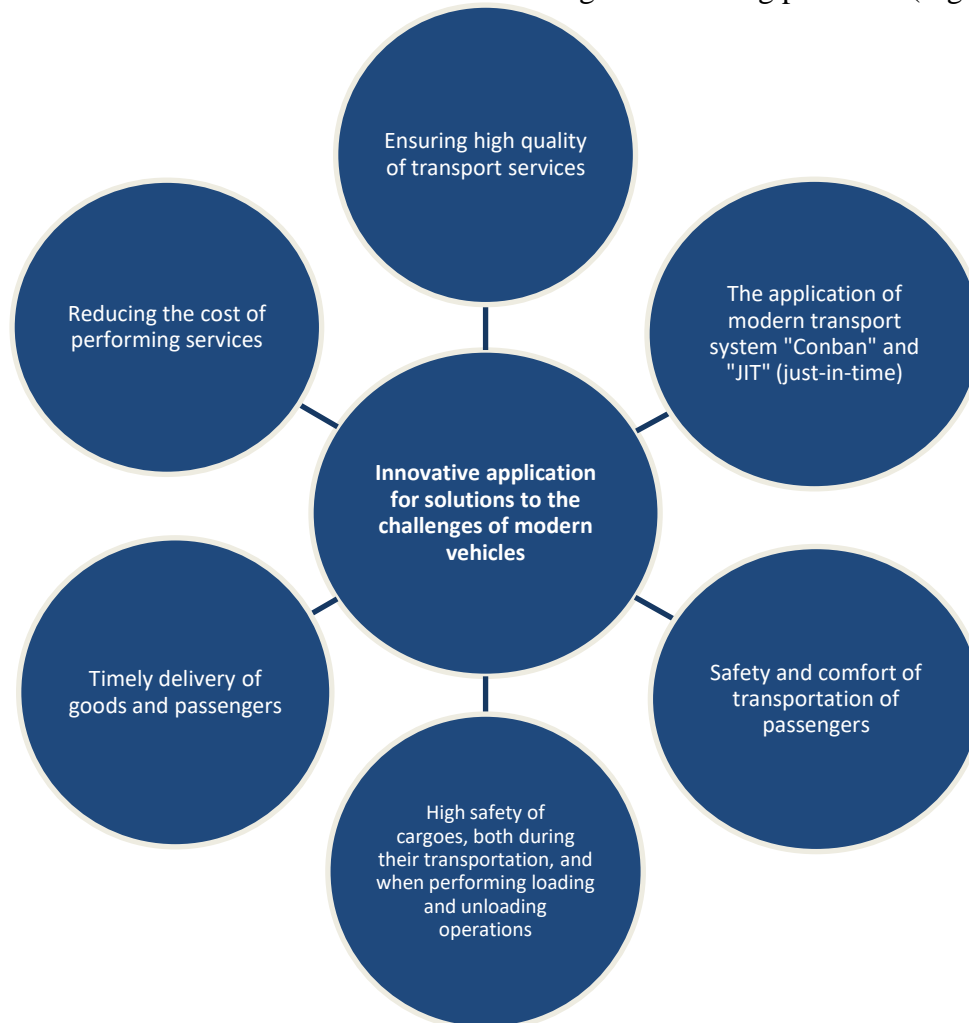 Ensuring high quality
of transport services
The application of
modern transport
system "Conban" and
"JIT" (just-in-time)
Reducing the cost of
performing services
Innovative application
for solutions to the
challenges of modern
vehicles
Timely delivery of
goods and passengers
Safety and comfort of
transportation of
passengers
High safety of
cargoes, both during
their transportation, and
when performing loading
and unloading
operations